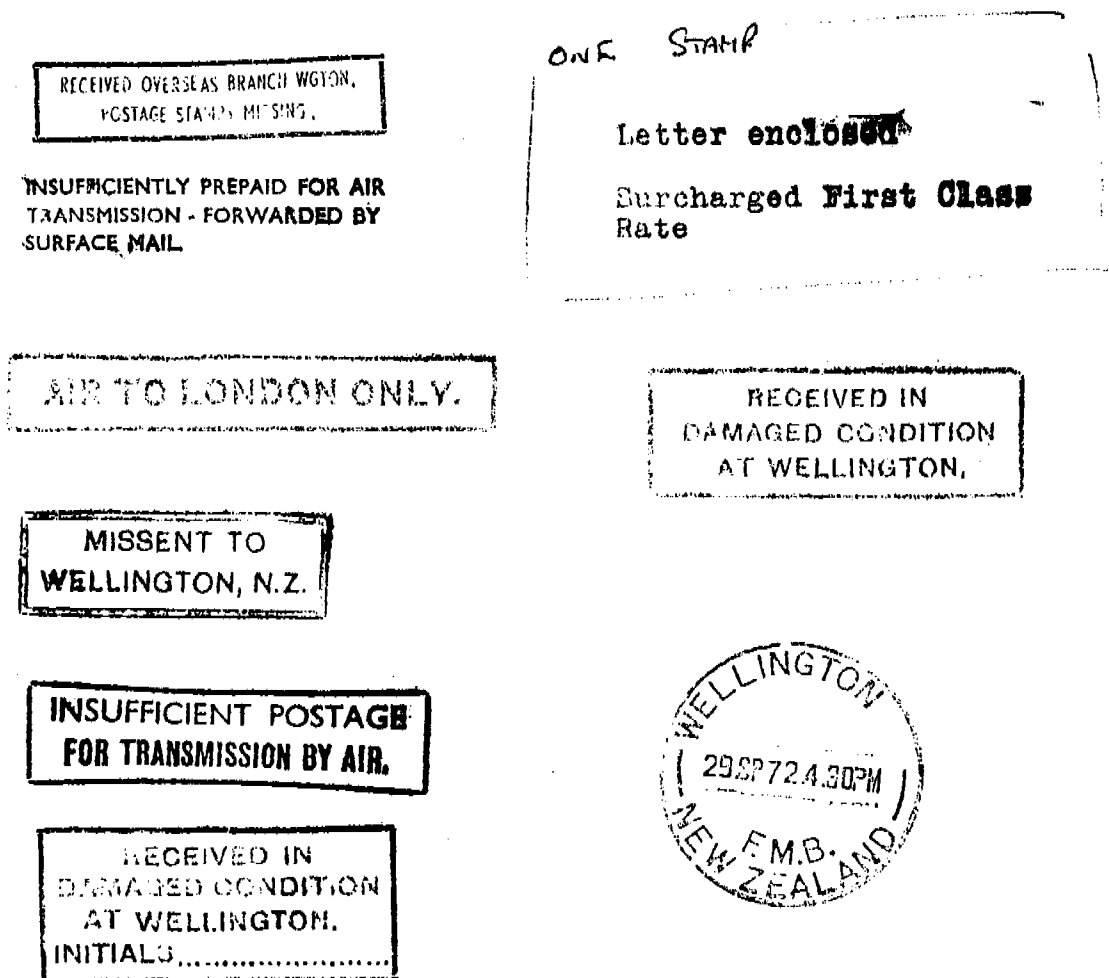 RECEIVED OVERSEAS BRANCH WGTON.
POSTAGE STAMPS MISSING.
INSUFFICIENTLY PREPAID FOR AIR
TRANSMISSION - FORWARDED BY
SURFACE MAIL
AIR TO LONDON ONLY.
MISSENT TO
WELLINGTON, N.Z.
INSUFFICIENT POSTAGE
FOR TRANSMISSION BY AIR.
RECEIVED IN
DAMAGED CONDITION
AT WELLINGTON.
INITIALS.......................
ONE STAMP
Letter enclosed
Surcharged First Class
Rate
RECEIVED IN
DAMAGED CONDITION
AT WELLINGTON.
WELLINGTON
29 SP 72 4.30PM
F.M.B.
NEW ZEALAND